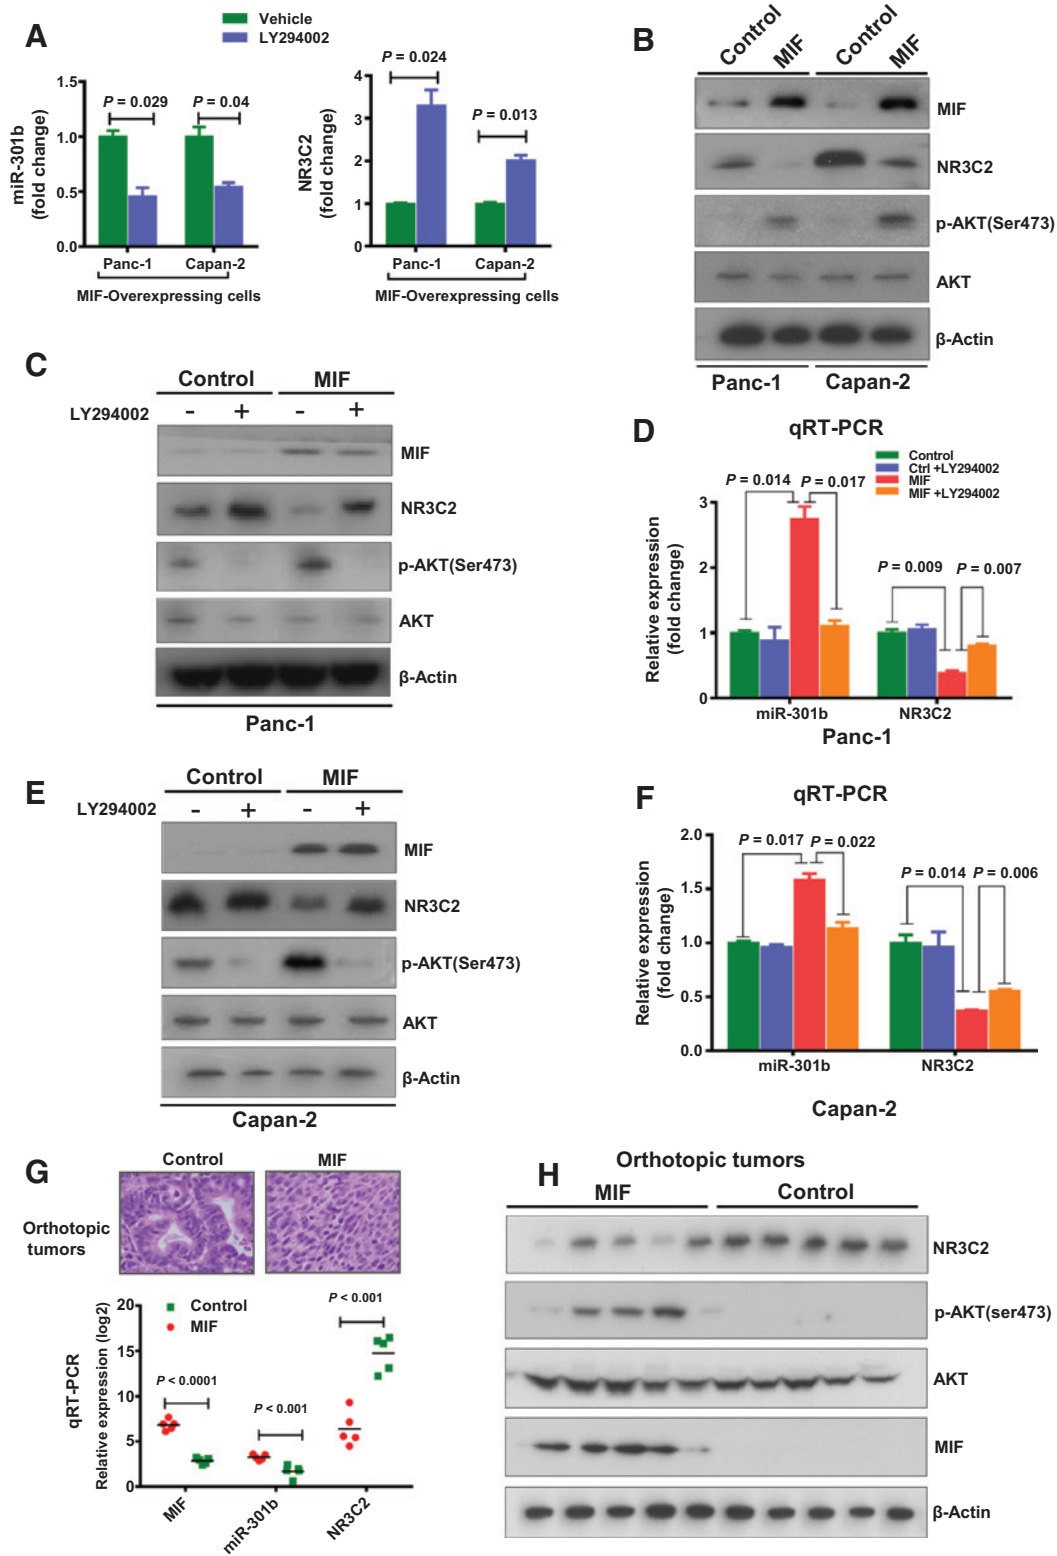 A
Vehicle
LY294002
miR-301b
(fold change)
1.5
1.0
0.5
0.0
P = 0.029
P = 0.04
Panc-1
Capan-2
MIF-Overexpressing cells
NR3C2
(fold change)
4
3
2
1
0
P = 0.024
P = 0.013
Panc-1
Capan-2
MIF-Overexpressing cells
B
Control
MIF
Control
MIF
MIF
NR3C2
p-AKT(Ser473)
AKT
β-Actin
Panc-1
Capan-2
C
Control
MIF
LY294002
- + - +
MIF
NR3C2
p-AKT(Ser473)
AKT
β-Actin
Panc-1
D
qRT-PCR
Control
Ctrl +LY294002
MIF
MIF +LY294002
P = 0.014
P = 0.017
P = 0.009
P = 0.007
Relative expression
(fold change)
3
2
1
0
miR-301b
NR3C2
Panc-1
E
Control
MIF
LY294002
- + - +
MIF
NR3C2
p-AKT(Ser473)
AKT
β-Actin
Capan-2
F
qRT-PCR
P = 0.017
P = 0.022
P = 0.014
P = 0.006
Relative expression
(fold change)
2.0
1.5
1.0
0.5
0.0
miR-301b
NR3C2
Capan-2
G
Control
MIF
Orthotopic
tumors
Control
MIF
P < 0.0001
P < 0.001
P < 0.001
qRT-PCR
Relative expression (log2)
20
15
10
5
0
MIF
miR-301b
NR3C2
H
Orthotopic tumors
MIF
Control
NR3C2
p-AKT(ser473)
AKT
MIF
β-Actin